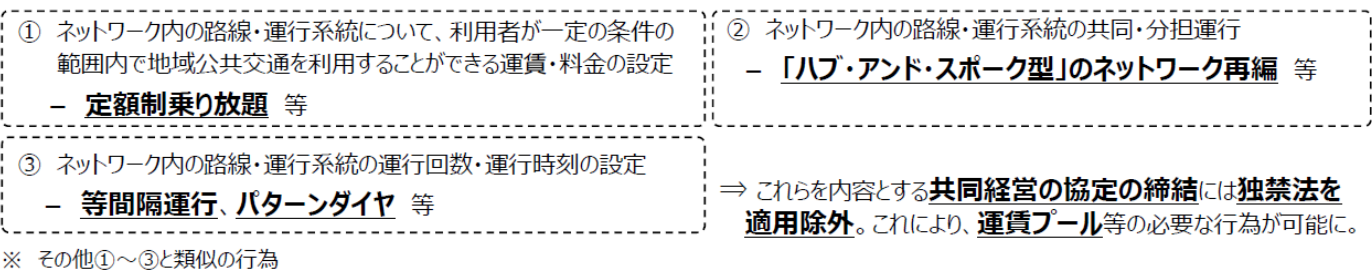 ① ネットワーク内の路線・運行系統について、利用者が一定の条件の
範囲内で地域公共交通を利用することができる運賃・料金の設定
– 定額制乗り放題 等
② ネットワーク内の路線・運行系統の共同・分担運行
– 「ハブ・アンド・スポーク型」のネットワーク再編 等
③ ネットワーク内の路線・運行系統の運行回数・運行時刻の設定
– 等間隔運行、パターンダイヤ 等
※ その他①~③と類似の行為
⇒ これらを内容とする共同経営の協定の締結には独禁法を
適用除外。これにより、運賃プール等の必要な行為が可能に。